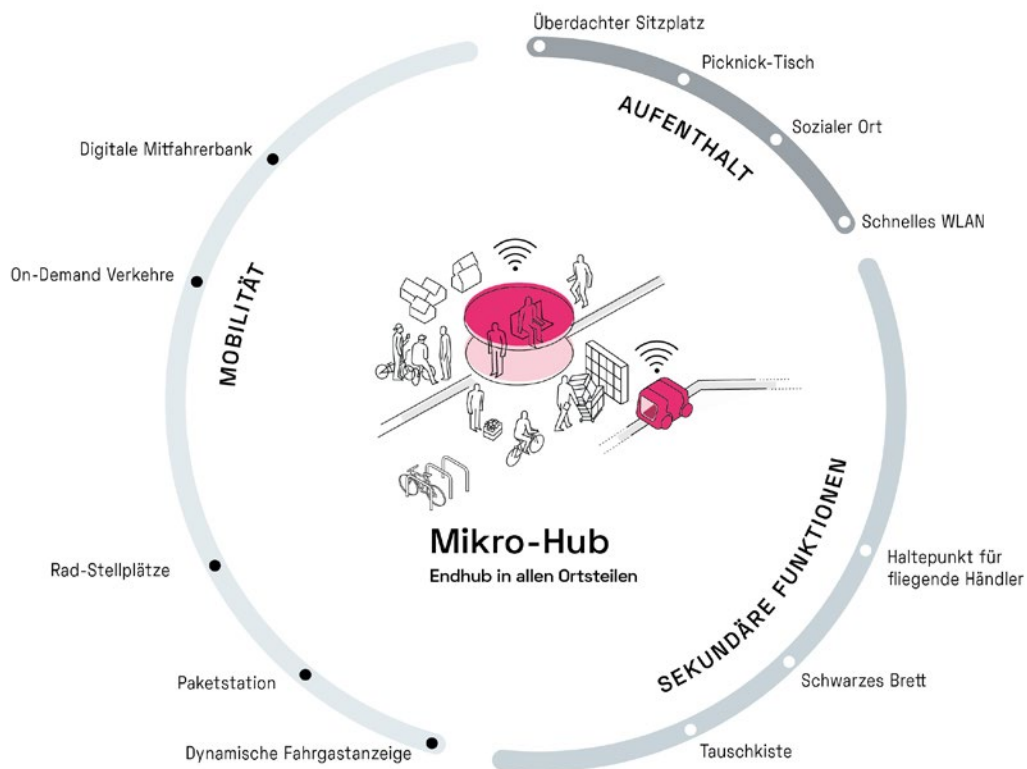 Überdachter Sitzplatz
Picknick-Tisch
Sozialer Ort
Schnelles WLAN
AUFENTHALT
Digitale Mitfahrerbank
On-Demand Verkehre
MOBILITÄT
Rad-Stellplätze
Paketstation
Dynamische Fahrgastanzeige
Mikro-Hub
Endhub in allen Ortsteilen
SEKUNDÄRE FUNKTIONEN
Haltepunkt für
fliegende Händler
Schwarzes Brett
Tauschkiste